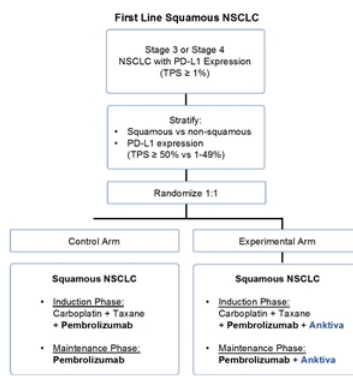 First Line Squamous NSCLC
Stage 3 or Stage 4
NSCLC with PD-L1 Expression
(TPS ≥ 1%)
Stratify:
• Squamous vs non-squamous
• PD-L1 expression
(TPS ≥ 50% vs 1-49%)
Randomize 1:1
Control Arm
Experimental Arm
Squamous NSCLC
• Induction Phase:
Carboplatin + Taxane
+ Pembrolizumab
• Maintenance Phase:
Pembrolizumab
Squamous NSCLC
• Induction Phase:
Carboplatin + Taxane
+ Pembrolizumab + Anktiva
• Maintenance Phase:
Pembrolizumab + Anktiva